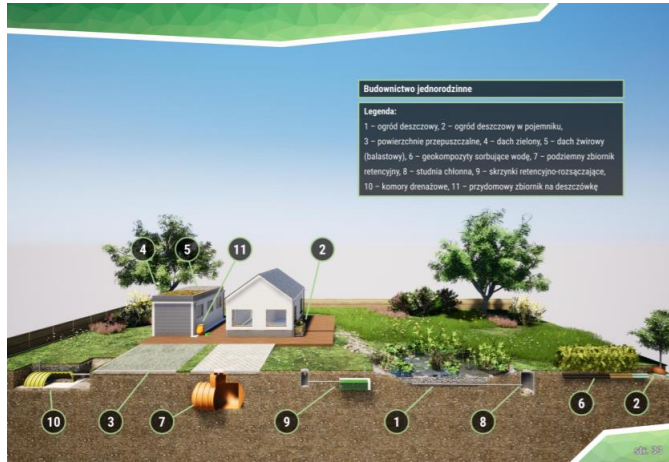 Budownictwo jednorodzinne
Legenda:
1 – ogród deszczowy, 2 – ogród deszczowy w pojemniku,
3 – powierzchnie przepuszczalne, 4 – dach zielony, 5 – dach żwirowy
(balastowy), 6 – geokompozyty sorbujące wodę, 7 – podziemny zbiornik
retencyjny, 8 – studnia chłonna, 9 – skrzynki retencyjno-rozsączające,
10 – komory drenażowe, 11 – przydomowy zbiornik na deszczówkę
4 5 11 2
10 3 7 9 1 8 6 2
str. 33